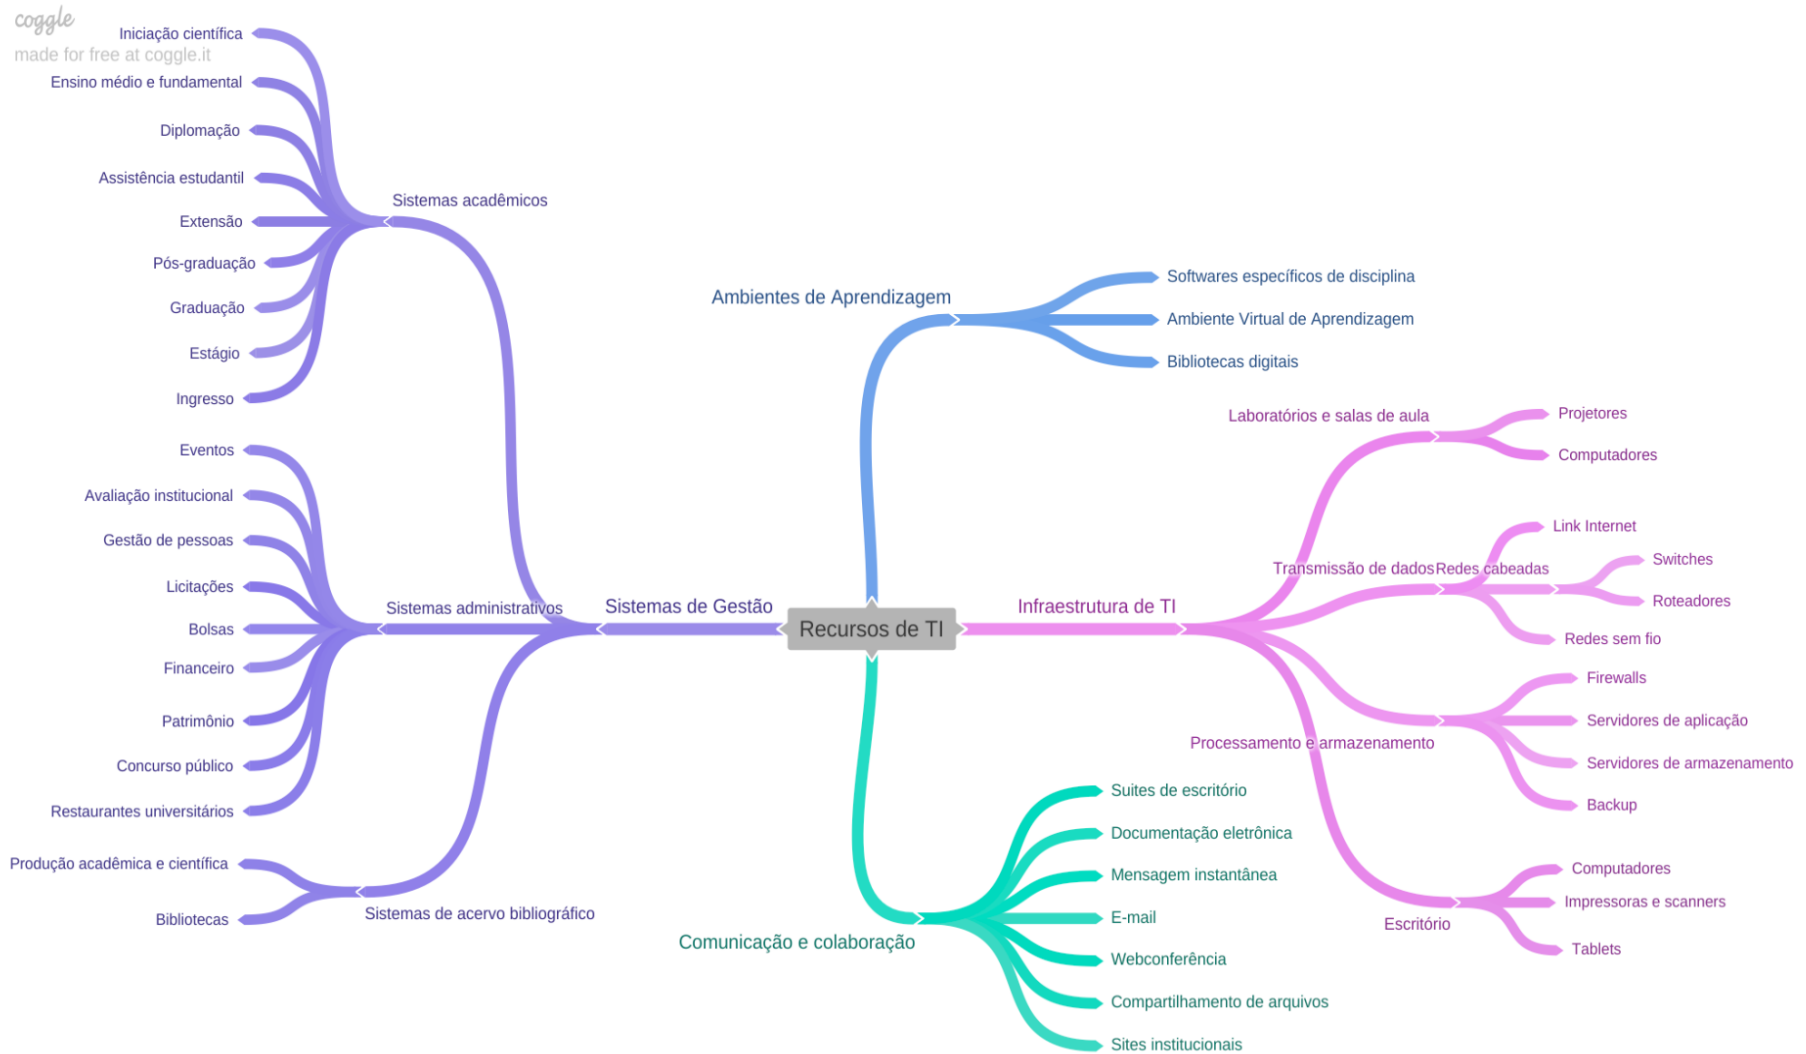 coggle
made for free at coggle.it
Recursos de TI
Sistemas de Gestão
Sistemas acadêmicos
Iniciação científica
Ensino médio e fundamental
Diplomação
Assistência estudantil
Extensão
Pós-graduação
Graduação
Estágio
Ingresso
Sistemas administrativos
Eventos
Avaliação institucional
Gestão de pessoas
Licitações
Bolsas
Financeiro
Patrimônio
Concurso público
Restaurantes universitários
Sistemas de acervo bibliográfico
Produção acadêmica e científica
Bibliotecas
Ambientes de Aprendizagem
Softwares específicos de disciplina
Ambiente Virtual de Aprendizagem
Bibliotecas digitais
Infraestrutura de TI
Laboratórios e salas de aula
Projetores
Computadores
Transmissão de dados
Link Internet
Redes cabeadas
Switches
Roteadores
Redes sem fio
Processamento e armazenamento
Firewalls
Servidores de aplicação
Servidores de armazenamento
Backup
Escritório
Computadores
Impressoras e scanners
Tablets
Comunicação e colaboração
Suites de escritório
Documentação eletrônica
Mensagem instantânea
E-mail
Webconferência
Compartilhamento de arquivos
Sites institucionais